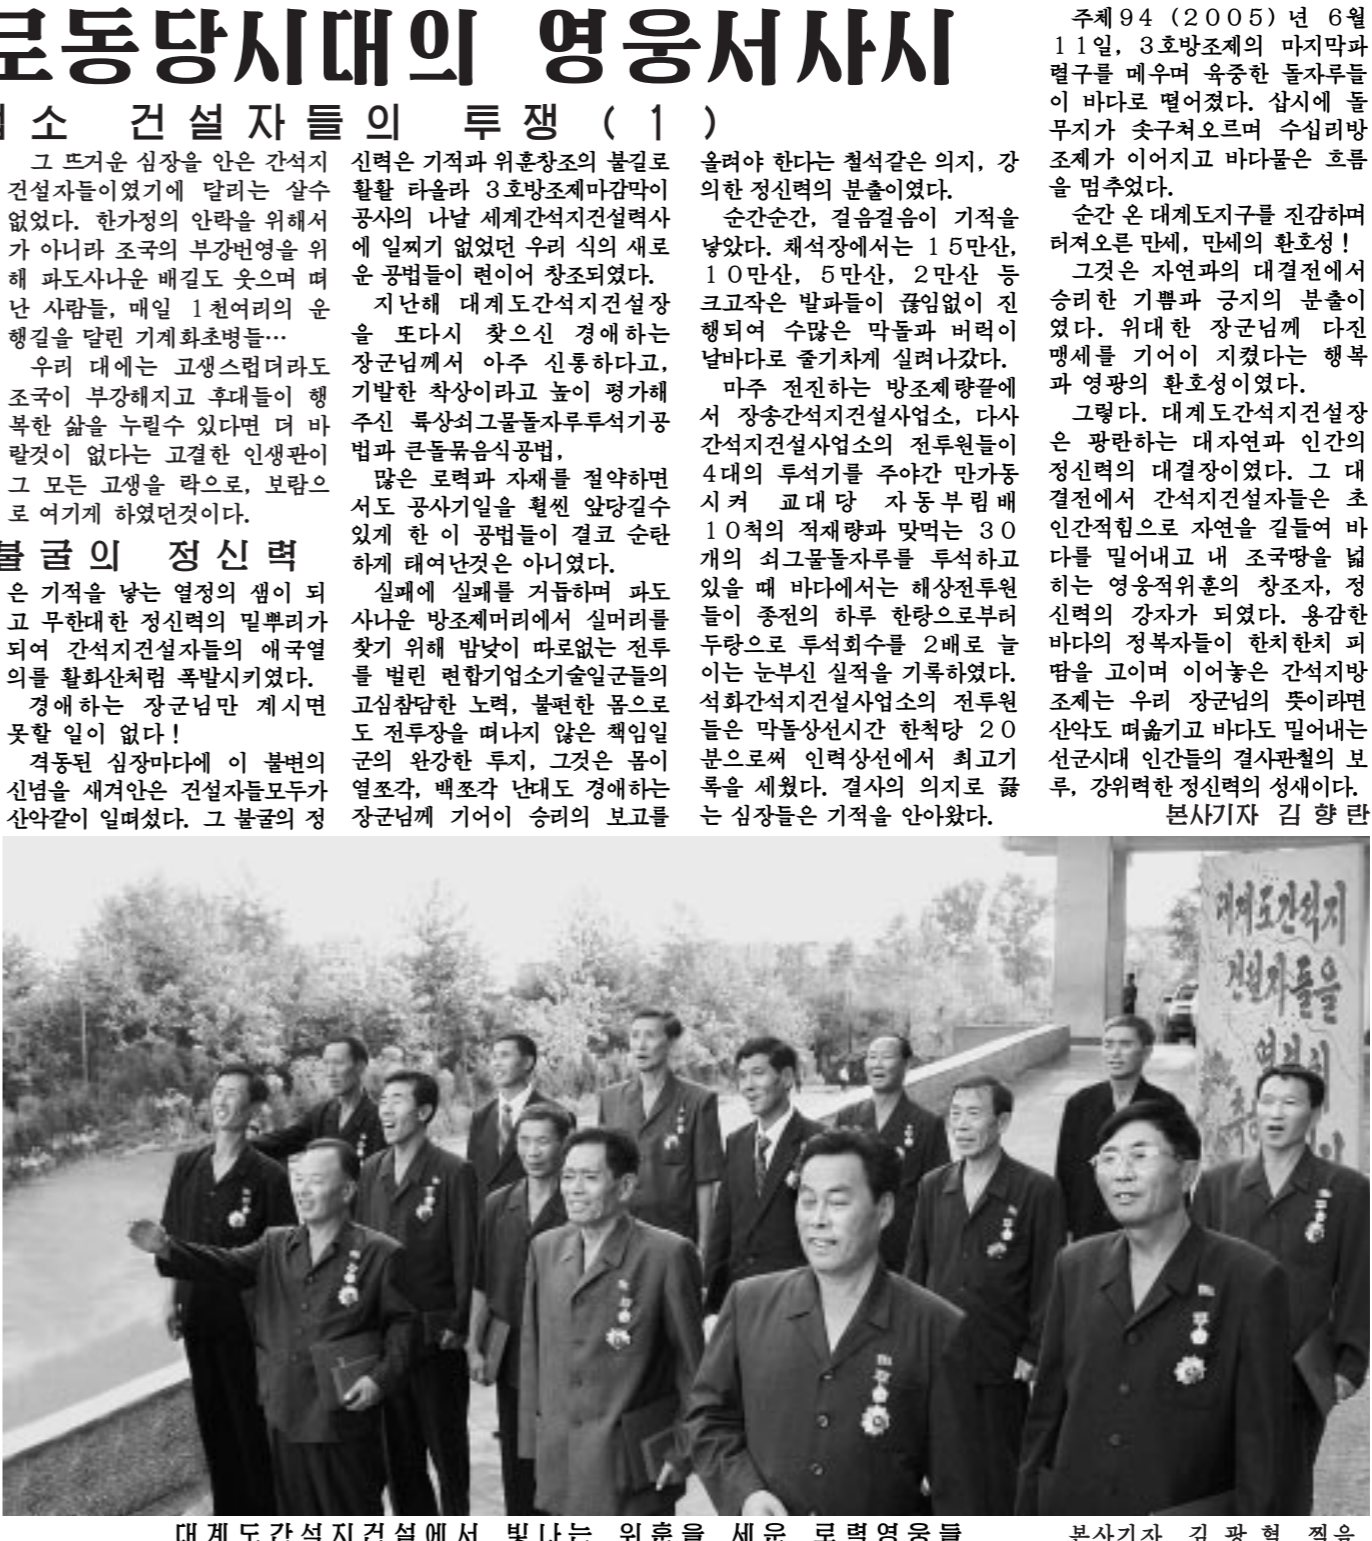 로동당시대의 영웅서사시
소 건설자들의 투쟁(1)
그 뜨거운 심장을 안은 간석지
건설자들이였기에 달리는 살수
없었다. 한가정의 안락을 위해서
가 아니라 조국의 부강번영을 위
해 파도사나운 배길도 웃으며 떠
난 사람들, 매일 1천여리의 운
행길을 달린 기계화초병들…
우리 대에는 고생스럽더라도
조국이 부강해지고 후대들이 행
복한 삶을 누릴수 있다면 더 바
랄것이 없다는 고결한 인생관이
그 모든 고생을 락으로, 보람으
로 여기게 하였던것이다.
불굴의 정신력
은 기적을 낳는 열정의 샘이 되
고 무한대한 정신력의 밑뿌리가
되여 간석지건설자들의 애국열
의를 활화산처럼 폭발시키였다.
경애하는 장군님만 계시면
못할 일이 없다!
격동된 심장마다에 이 불변의
신념을 새겨안은 건설자들모두가
산악같이 일떠섰다. 그 불굴의 정
신력은 기적과 위훈창조의 불길로
활활 타올라 3호방조제마감막이
공사의 나날 세계간석지건설력사
에 일찌기 없었던 우리 식의 새로
운 공법들이 련이어 창조되였다.
지난해 대계도간석지건설장
을 또다시 찾으신 경애하는
장군님께서 아주 신통하다고,
기발한 착상이라고 높이 평가해
주신 륙상쇠그물돌자루투석기공
법과 큰돌묶음식공법,
많은 로력과 자재를 절약하면
서도 공사기일을 훨씬 앞당길수
있게 한 이 공법들이 결코 순탄
하게 태여난것은 아니였다.
실패에 실패를 거듭하며 파도
사나운 방조제머리에서 실머리를
찾기 위해 밤낮이 따로없는 전투
를 벌린 련합기업소기술일군들의
고심참담한 노력, 불편한 몸으로
도 전투장을 떠나지 않은 책임일
군의 완강한 투지, 그것은 몸이
열쪼각, 백쪼각 난대도 경애하는
장군님께 기어이 승리의 보고를
올려야 한다는 철석같은 의지, 강
의한 정신력의 분출이였다.
순간순간, 걸음걸음이 기적을
낳았다. 채석장에서는 15만산,
10만산, 5만산, 2만산 등
크고작은 발파들이 끊임없이 진
행되여 수많은 막돌과 버럭이
날바다로 줄기차게 실려나갔다.
마주 전진하는 방조제량끝에
서 장송간석지건설사업소, 다사
간석지건설사업소의 전투원들이
4대의 투석기를 주야간 만가동
시켜 교대당 자동부림배
10척의 적재량과 맞먹는 30
개의 쇠그물돌자루를 투석하고
있을 때 바다에서는 해상전투원
들이 종전의 하루 한탕으로부터
두탕으로 투석회수를 2배로 늘
이는 눈부신 실적을 기록하였다.
석화간석지건설사업소의 전투원
들은 막돌상선시간 한척당 20
분으로써 인력상선에서 최고기
록을 세웠다. 결사의 의지로 끓
는 심장들은 기적을 안아왔다.
주체94(2005)년 6월
11일, 3호방조제의 마지막파
렬구를 메우며 육중한 돌자루들
이 바다로 떨어졌다. 삽시에 돌
무지가 솟구쳐오르며 수십리방
조제가 이어지고 바다물은 흐름
을 멈추었다.
순간 온 대계도지구를 진감하며
터져오른 만세, 만세의 환호성!
그것은 자연과의 대결전에서
승리한 기쁨과 긍지의 분출이
였다. 위대한 장군님께 다진
맹세를 기어이 지켰다는 행복
과 영광의 환호성이였다.
그렇다. 대계도간석지건설장
은 광란하는 대자연과 인간의
정신력의 대결장이였다. 그 대
결전에서 간석지건설자들은 초
인간적힘으로 자연을 길들여 바
다를 밀어내고 내 조국땅을 넓
히는 영웅적위훈의 창조자, 정
신력의 강자가 되였다. 용감한
바다의 정복자들이 한치한치 피
땀을 고이며 이어놓은 간석지방
조제는 우리 장군님의 뜻이라면
산악도 떠옮기고 바다도 밀어내는
선군시대 인간들의 결사관철의 보
루, 강위력한 정신력의 성새이다.
본사기자 김향란
대계도간석지
건설자들을
대계도간석지건설에서 빛나는 위훈을 세운 로력영웅들
본사기자 김광혁 찍음